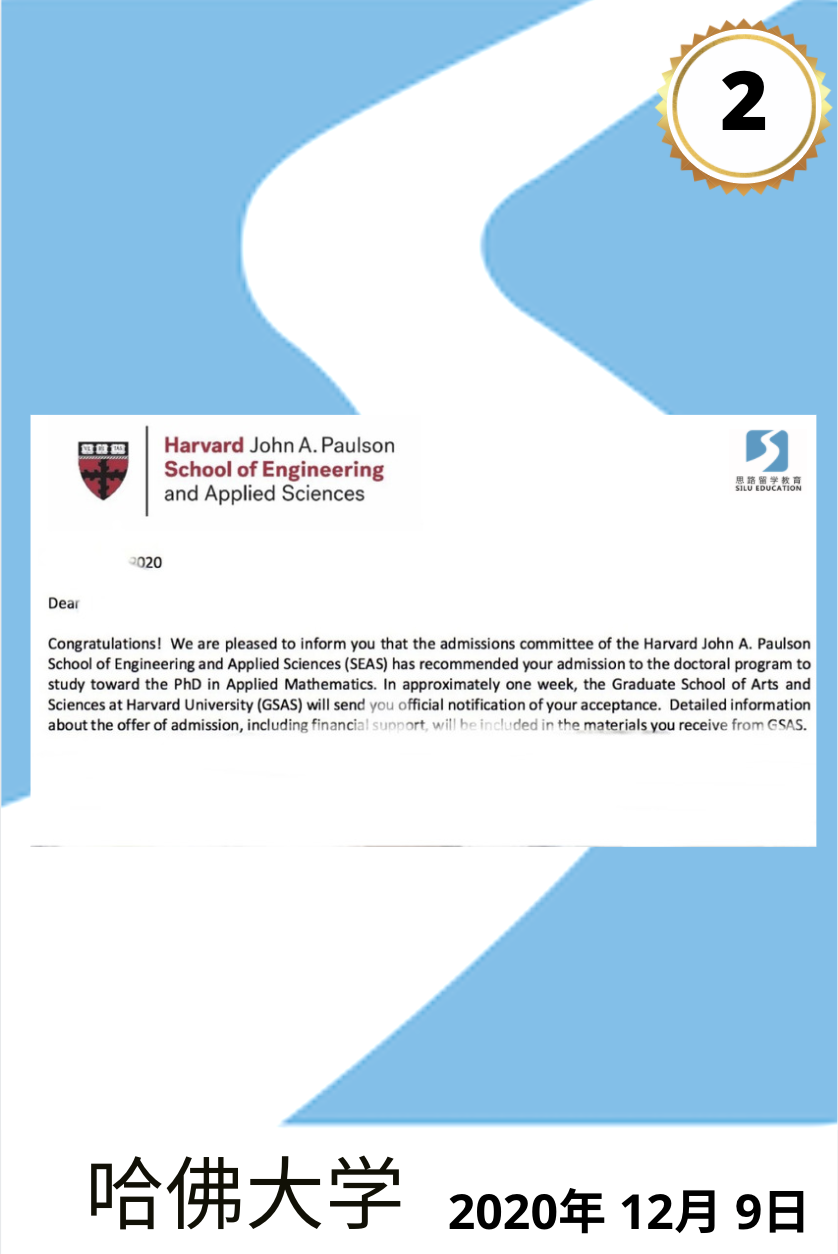 2
Harvard John A. Paulson
School of Engineering
and Applied Sciences
VE RI TAS
思路留学教育
SILU EDUCATION
2020
Dear
Congratulations! We are pleased to inform you that the admissions committee of the Harvard John A. Paulson
School of Engineering and Applied Sciences (SEAS) has recommended your admission to the doctoral program to
study toward the PhD in Applied Mathematics. In approximately one week, the Graduate School of Arts and
Sciences at Harvard University (GSAS) will send you official notification of your acceptance. Detailed information
about the offer of admission, including financial support, will be included in the materials you receive from GSAS.
哈佛大学
2020年 12月 9日